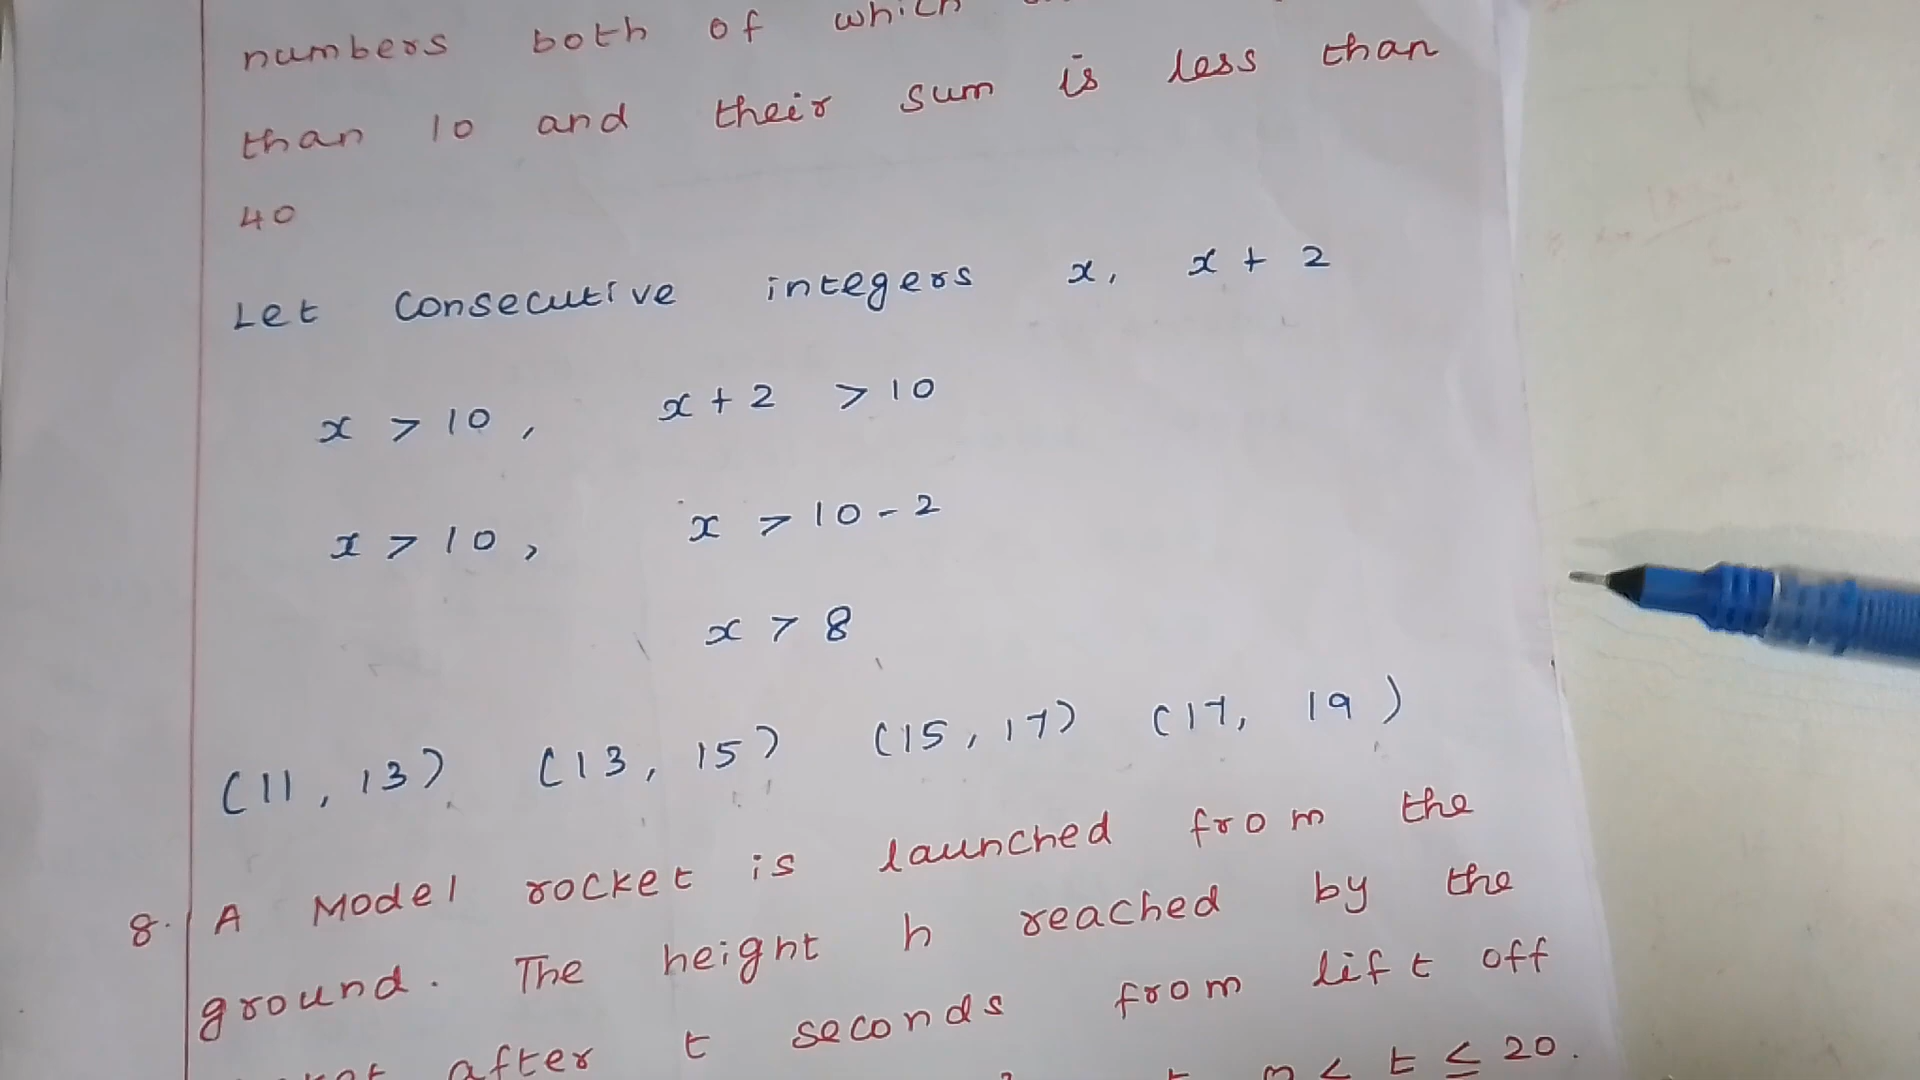 numbers both of which
than 10 and their sum is less than
40
Let Consecutive integers x, x + 2
x > 10, x + 2 > 10
x > 10, x > 10 - 2
x > 8
(11, 13) (13, 15) (15, 17) (17, 19)
8. A Model rocket is launched from the
ground. The height h reached by the
after t seconds from lift off
< t ≤ 20.